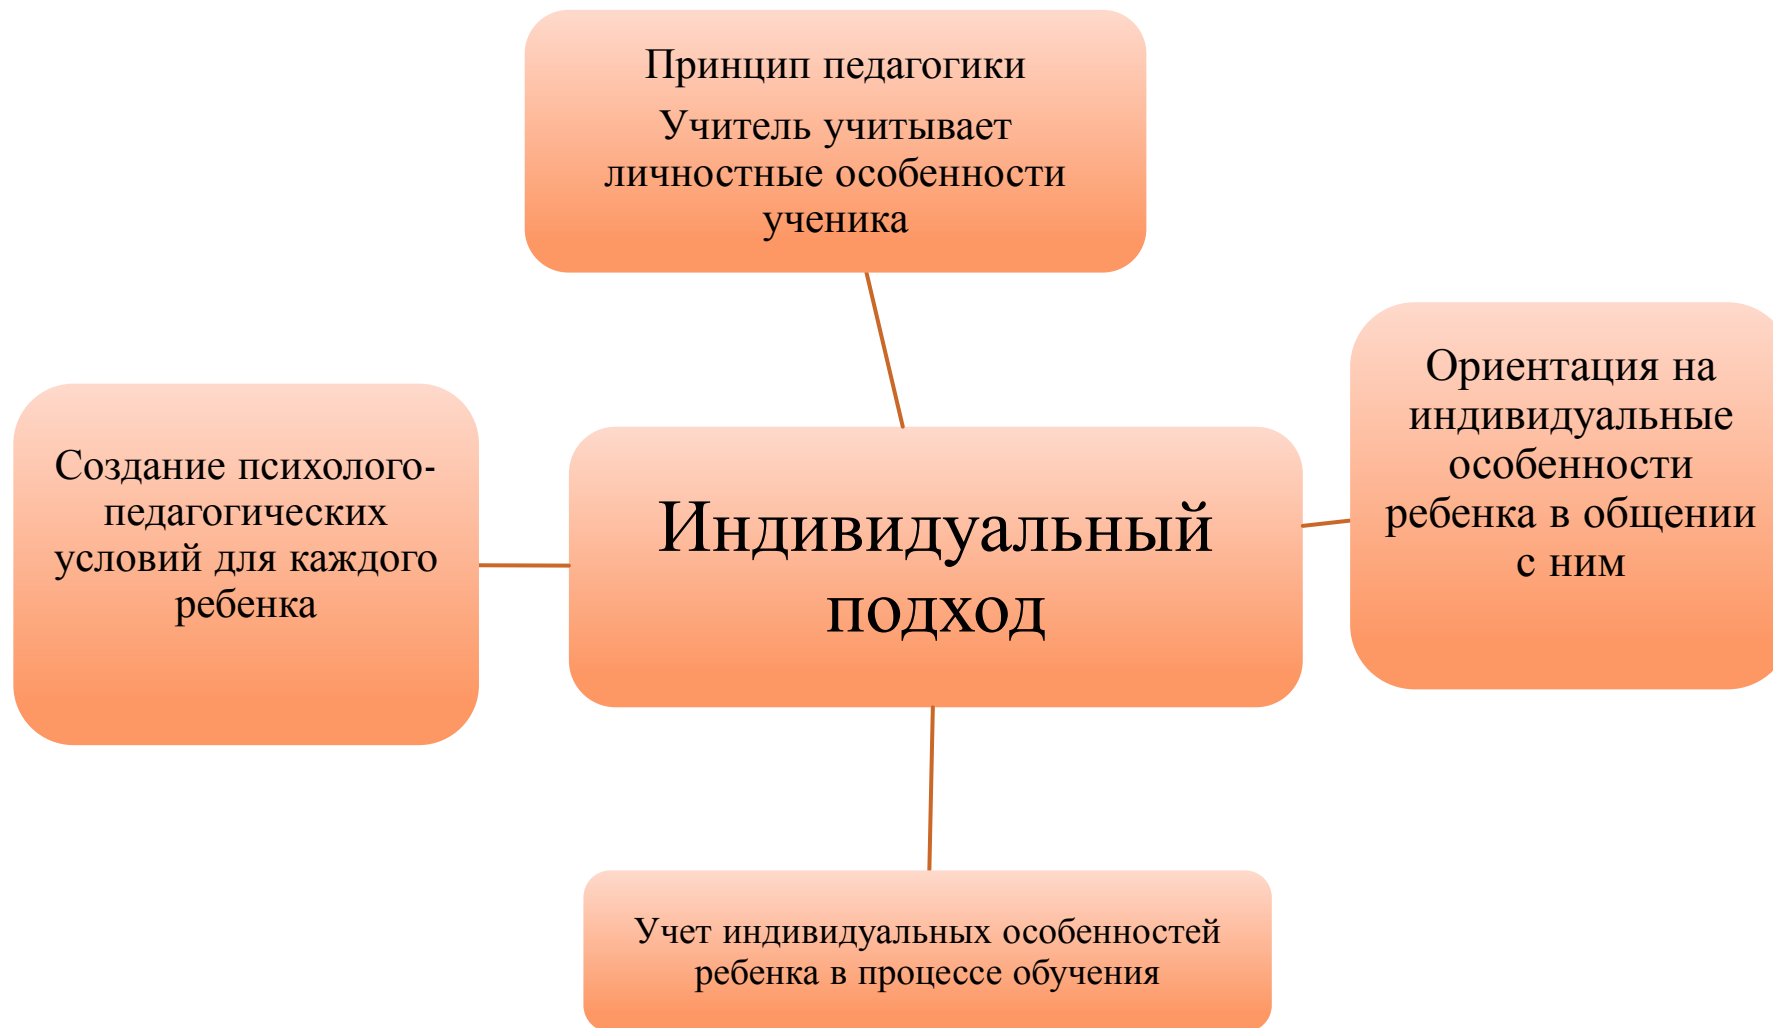 Принцип педагогики
Учитель учитывает
личностные особенности
ученика
Ориентация на
индивидуальные
особенности
ребенка в общении
с ним
Создание психолого-
педагогических
условий для каждого
ребенка
Индивидуальный
подход
Учет индивидуальных особенностей
ребенка в процессе обучения